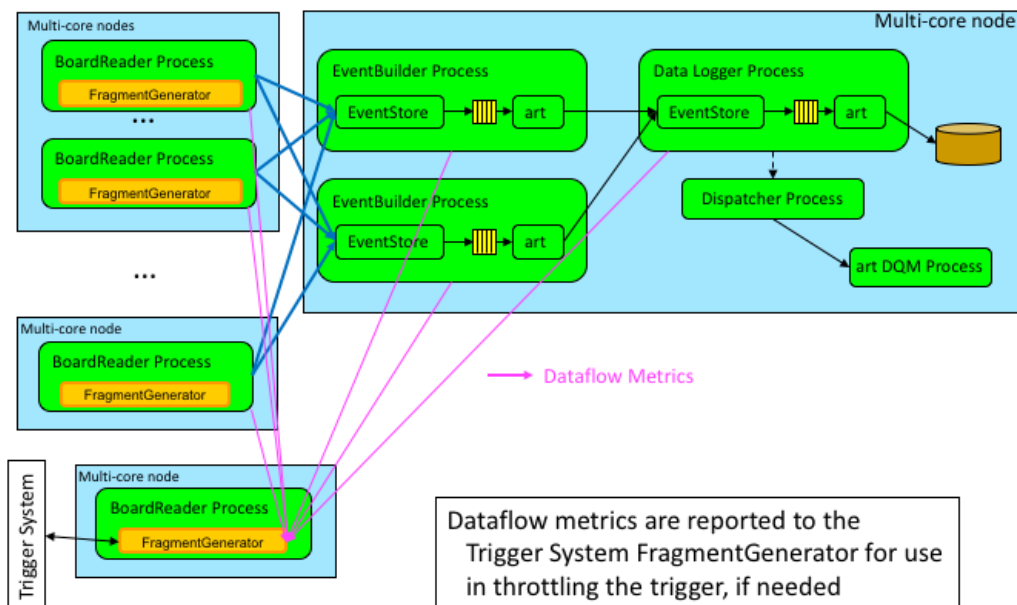 Multi-core nodes
BoardReader Process
FragmentGenerator
...
BoardReader Process
FragmentGenerator
...
Multi-core node
BoardReader Process
FragmentGenerator
Multi-core node
BoardReader Process
FragmentGenerator
Trigger System
Multi-core node
EventBuilder Process
EventStore
art
Data Logger Process
EventStore
art
EventBuilder Process
EventStore
art
Dispatcher Process
art DQM Process
Dataflow Metrics
Dataflow metrics are reported to the
Trigger System FragmentGenerator for use
in throttling the trigger, if needed